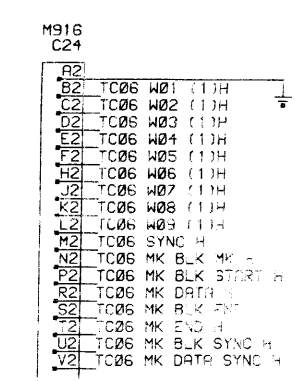 M916
C24
A2
B2 TC06 W01 (1)H
C2 TC06 W02 (1)H
D2 TC06 W03 (1)H
E2 TC06 W04 (1)H
F2 TC06 W05 (1)H
H2 TC06 W06 (1)H
J2 TC06 W07 (1)H
K2 TC06 W08 (1)H
L2 TC06 W09 (1)H
M2 TC06 SYNC H
N2 TC06 MK BLK MK H
P2 TC06 MK BLK START H
R2 TC06 MK DATA H
S2 TC06 MK BLK END
T2 TC06 MK END H
U2 TC06 MK BLK SYNC H
V2 TC06 MK DATA SYNC H